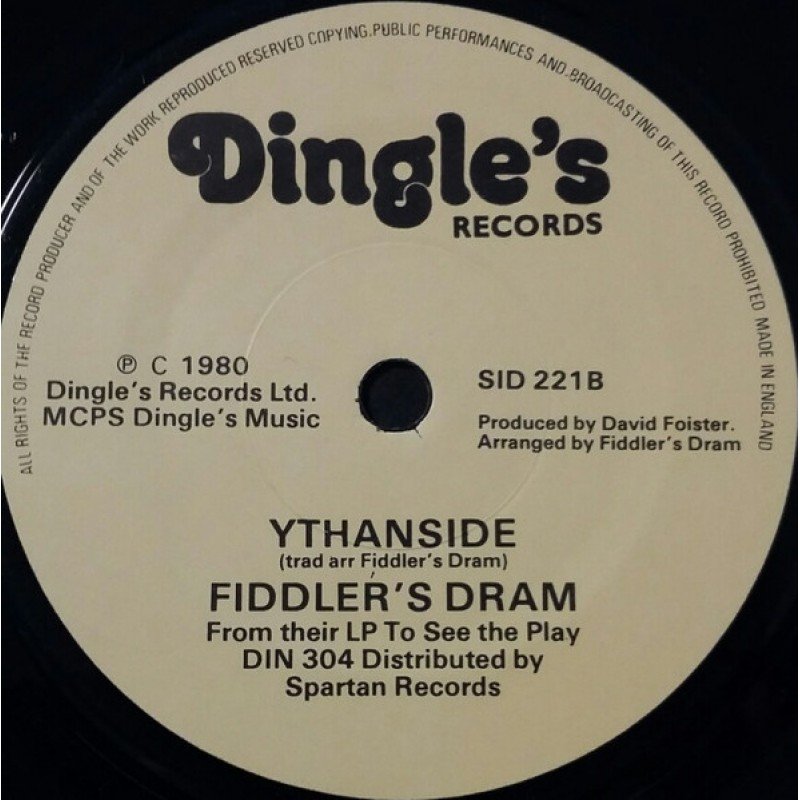 ALL RIGHTS OF THE RECORD PRODUCER AND OF THE WORK REPRODUCED RESERVED COPYING.PUBLIC PERFORMANCES AND.BROADCASTING OF THIS RECORD PROHIBITED MADE IN ENGLAND
Dingle's
RECORDS
℗ C 1980
Dingle's Records Ltd.
MCPS Dingle's Music
SID 221B
Produced by David Foister.
Arranged by Fiddler's Dram
YTHANSIDE
(trad arr Fiddler's Dram)
FIDDLER'S DRAM
From their LP To See the Play
DIN 304 Distributed by
Spartan Records